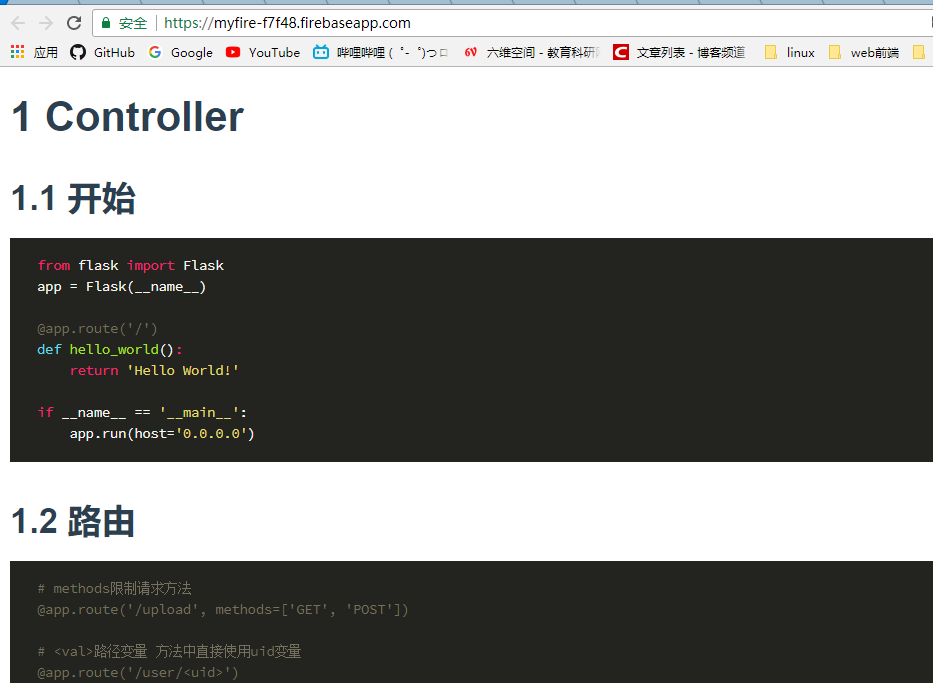 安全 https://myfire-f7f48.firebaseapp.com
应用 GitHub Google YouTube 哔哩哔哩 ( ゜- ゜)つロ 六维空间 - 教育科研 文章列表 - 博客频道 linux web前端
1 Controller
1.1 开始
from flask import Flask
app = Flask(__name__)
@app.route('/')
def hello_world():
return 'Hello World!'
if __name__ == '__main__':
app.run(host='0.0.0.0')
1.2 路由
# methods限制请求方法
@app.route('/upload', methods=['GET', 'POST'])
# <val>路径变量 方法中直接使用uid变量
@app.route('/user/<uid>')